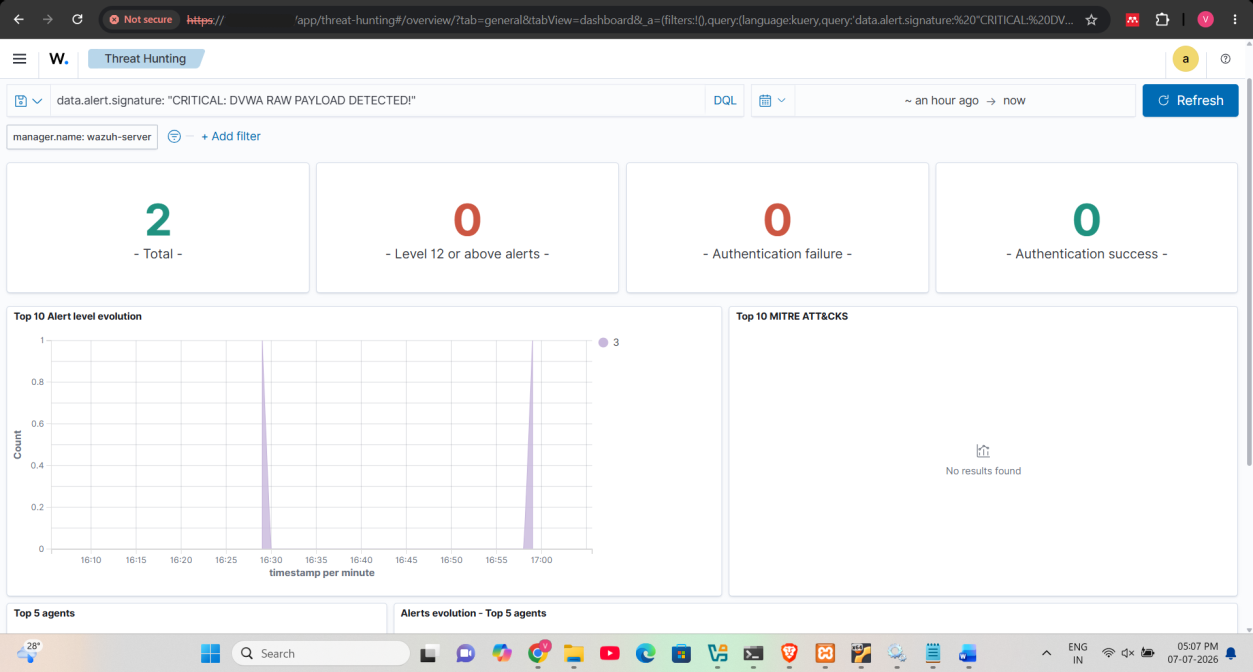 Not secure https:// /app/threat-hunting#/overview/?tab=general&tabView=dashboard&_a=(filters:!(),query:(language:kuery,query:'data.alert.signature:%20"CRITICAL:%20DV... V
W. Threat Hunting a
data.alert.signature: "CRITICAL: DVWA RAW PAYLOAD DETECTED!" DQL ~ an hour ago → now Refresh
manager.name: wazuh-server + Add filter
2 0 0 0
- Total - - Level 12 or above alerts - - Authentication failure - - Authentication success -
Top 10 Alert level evolution Top 10 MITRE ATT&CKS
1 3
0.8
0.6
Count
0.4
0.2
0
No results found
16:10 16:15 16:20 16:25 16:30 16:35 16:40 16:45 16:50 16:55 17:00
timestamp per minute
Top 5 agents Alerts evolution - Top 5 agents
28° Search ENG 05:07 PM
IN 07-07-2026